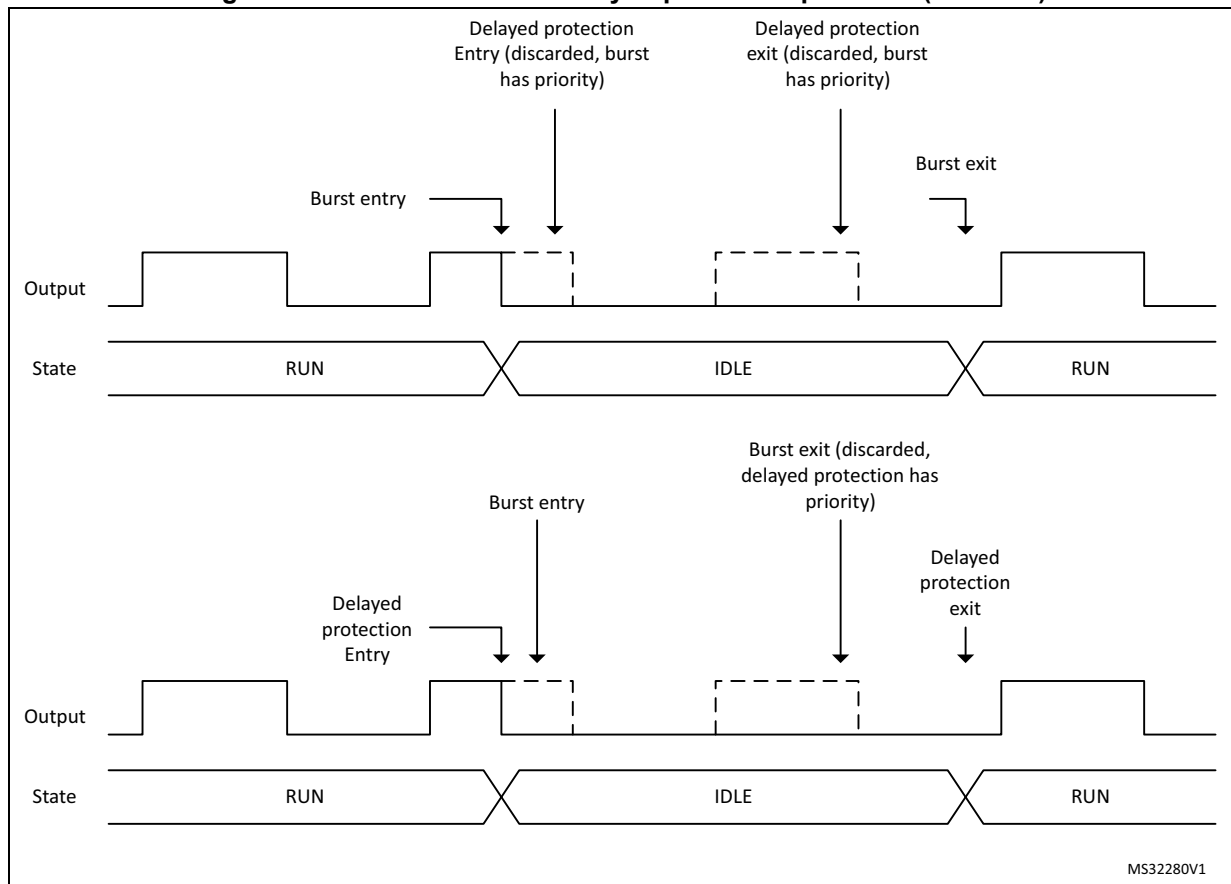 Delayed protection
Entry (discarded, burst
has priority)
Delayed protection
exit (discarded, burst
has priority)
Burst exit
Burst entry
Output
State
RUN
IDLE
RUN
Burst exit (discarded,
delayed protection has
priority)
Burst entry
Delayed
protection
exit
Delayed
protection
Entry
Output
State
RUN
IDLE
RUN
MS32280V1